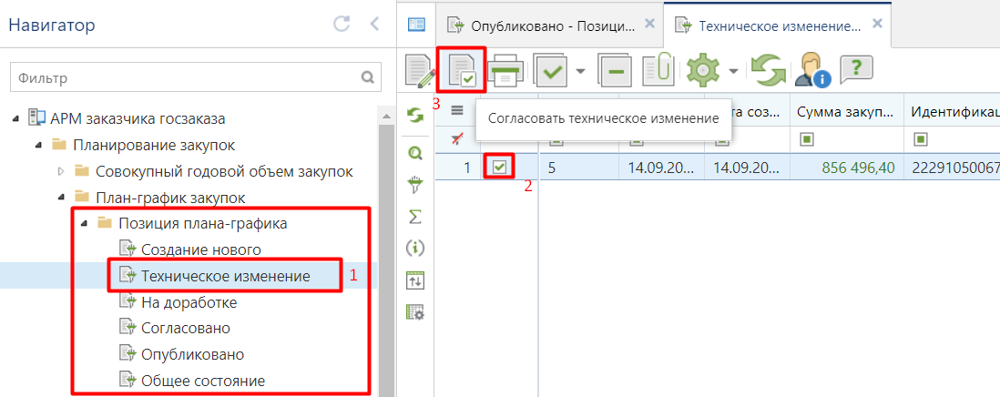 Навигатор
Фильтр
АРМ заказчика госзаказа
Планирование закупок
Совокупный годовой объем закупок
План-график закупок
Позиция плана-графика
Создание нового
Техническое изменение
1
На доработке
Согласовано
Опубликовано
Общее состояние
Опубликовано - Позици...
Техническое изменение...
3
Согласовать техническое изменение
та соз...
Сумма закуп...
Идентификац
1
5
14.09.20...
14.09.20...
856 496,40
22291050067
2